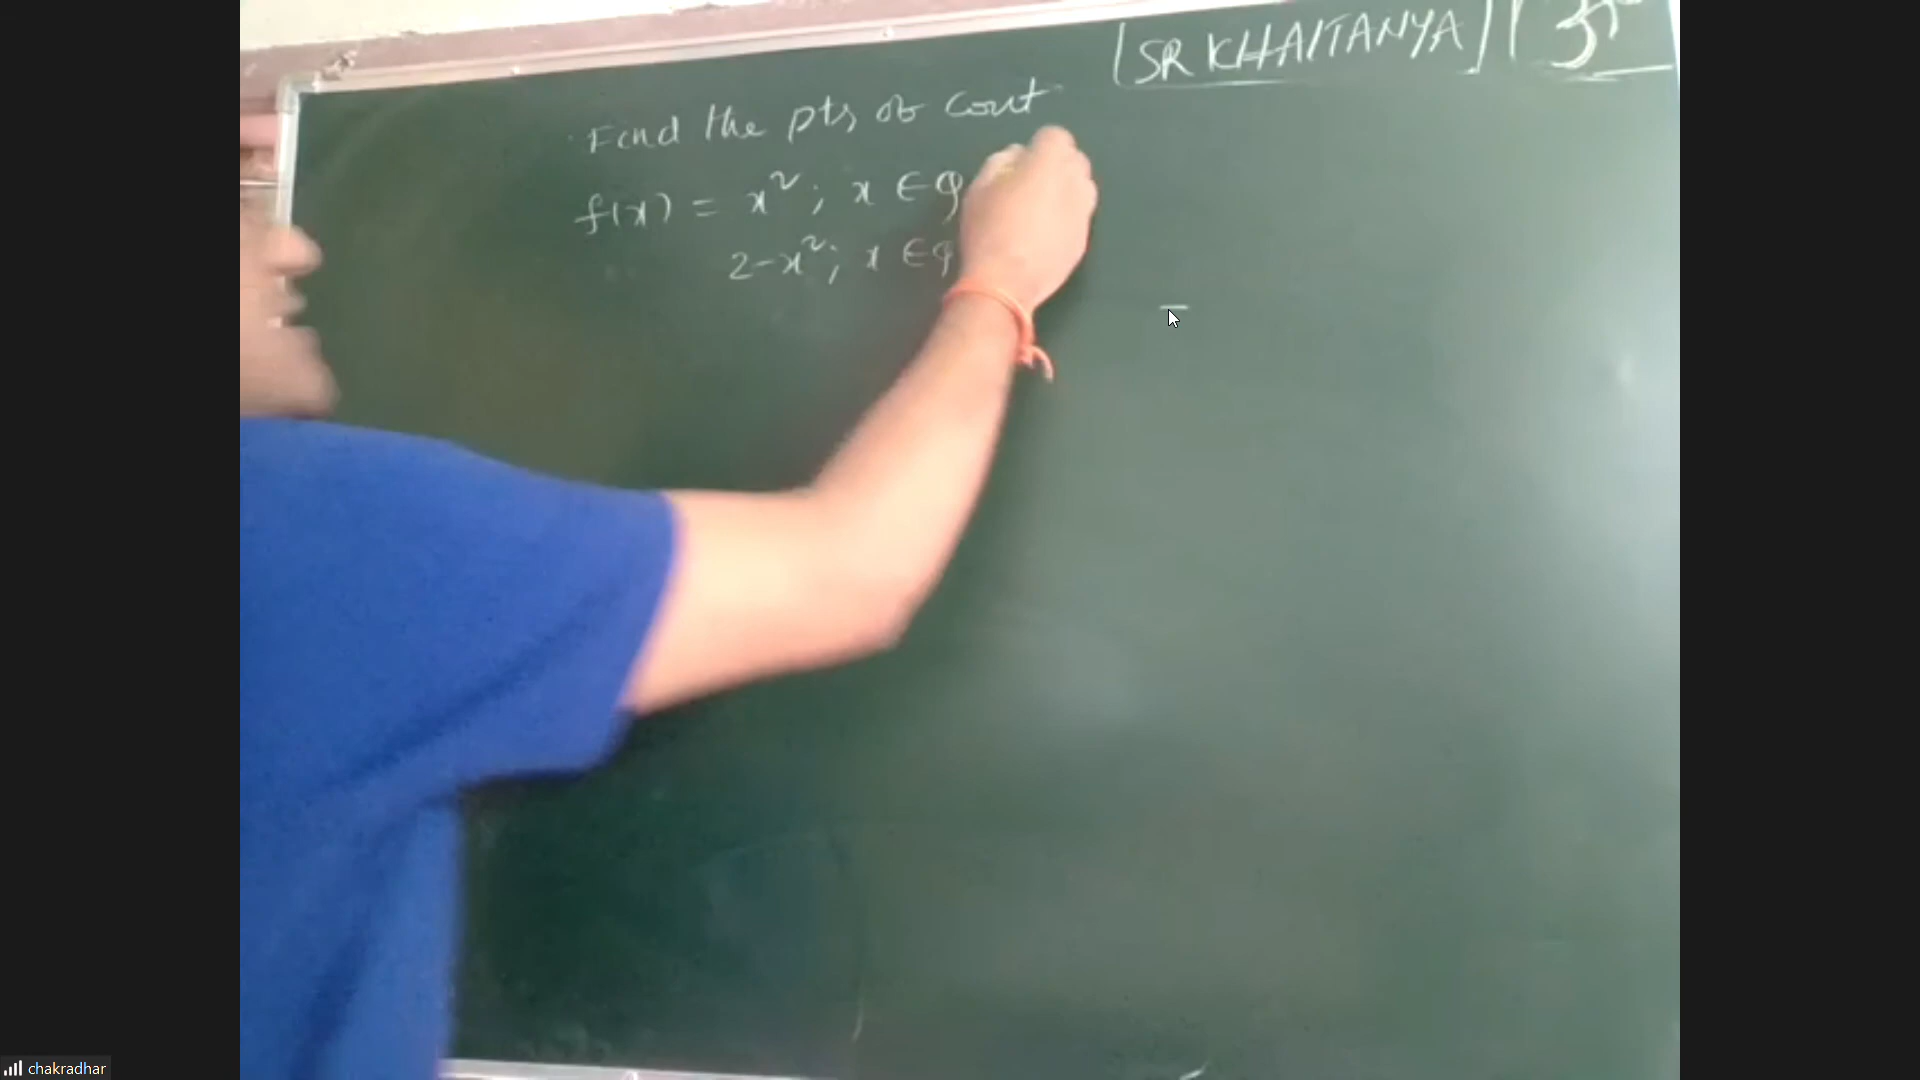 SR KHAITANYA
Find the pts of cont
f(x) = x²; x ∈ Q
2-x²; x ∈ Q
chakradhar